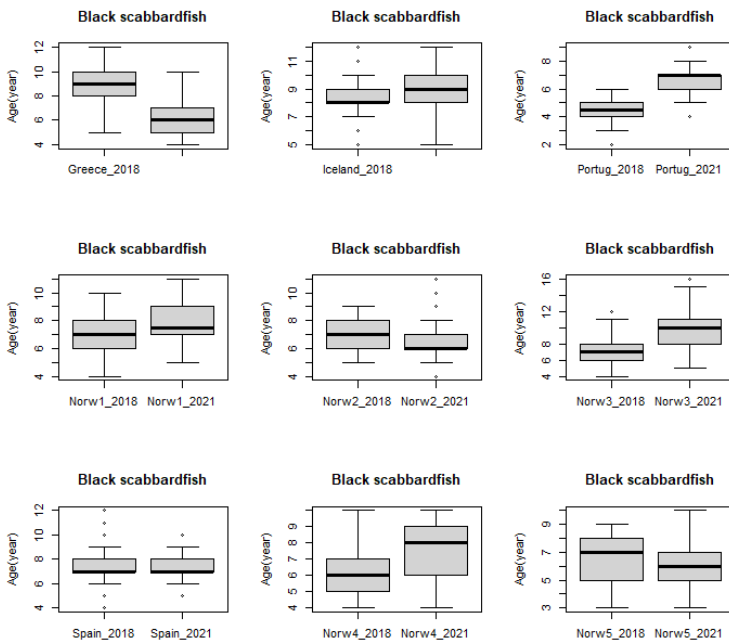 Black scabbardfish
Age(year)
12
10
8
6
4
Greece_2018
Black scabbardfish
Age(year)
11
9
7
5
Iceland_2018
Black scabbardfish
Age(year)
8
6
4
2
Portug_2018 Portug_2021
Black scabbardfish
Age(year)
10
8
6
4
Norw1_2018 Norw1_2021
Black scabbardfish
Age(year)
10
8
6
4
Norw2_2018 Norw2_2021
Black scabbardfish
Age(year)
16
12
8
6
4
Norw3_2018 Norw3_2021
Black scabbardfish
Age(year)
12
10
8
6
4
Spain_2018 Spain_2021
Black scabbardfish
Age(year)
9
8
7
6
5
4
Norw4_2018 Norw4_2021
Black scabbardfish
Age(year)
9
7
5
3
Norw5_2018 Norw5_2021